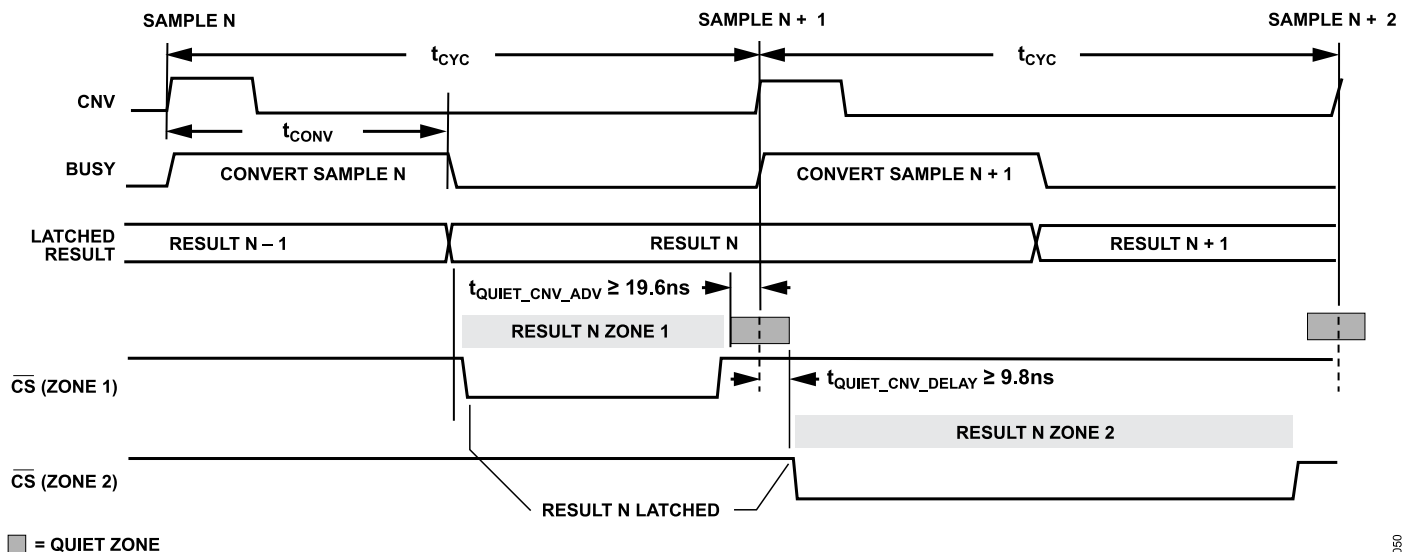 SAMPLE N
SAMPLE N + 1
SAMPLE N + 2
tCYC
tCYC
CNV
tCONV
BUSY
CONVERT SAMPLE N
CONVERT SAMPLE N + 1
LATCHED
RESULT
RESULT N – 1
RESULT N
RESULT N + 1
tQUIET_CNV_ADV ≥ 19.6ns
RESULT N ZONE 1
CS (ZONE 1)
tQUIET_CNV_DELAY ≥ 9.8ns
RESULT N ZONE 2
CS (ZONE 2)
RESULT N LATCHED
= QUIET ZONE
050